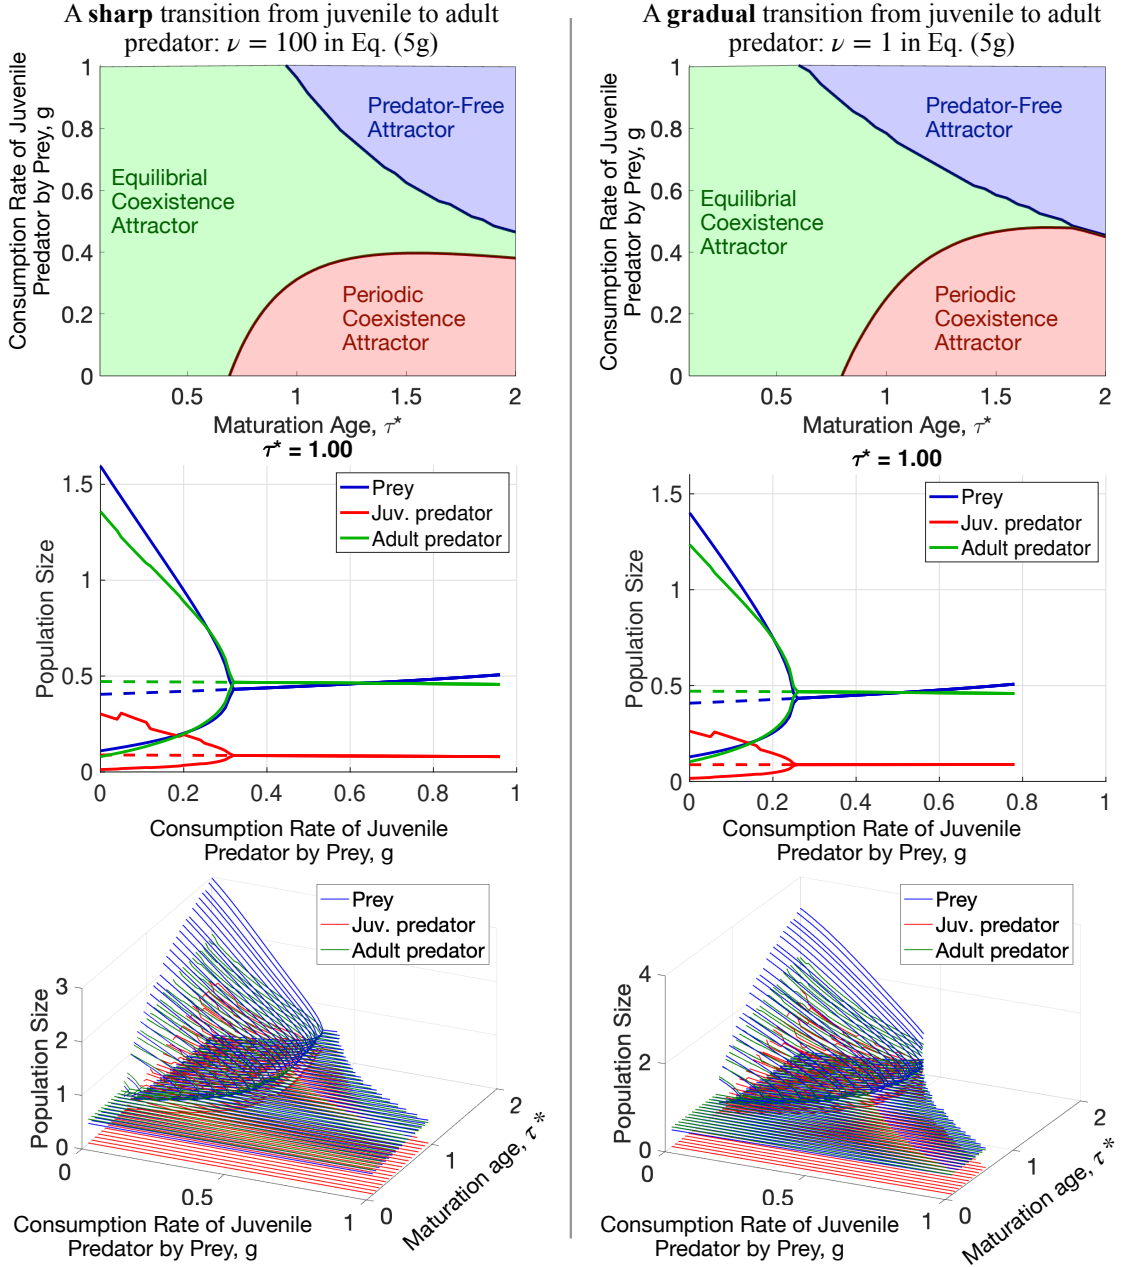 A sharp transition from juvenile to adult
predator: ν = 100 in Eq. (5g)
Consumption Rate of Juvenile
Predator by Prey, g
1
0.8
0.6
0.4
0.2
0
Predator-Free
Attractor
Equilibrial
Coexistence
Attractor
Periodic
Coexistence
Attractor
0.5
1
1.5
2
Maturation Age, τ*
τ* = 1.00
Population Size
1.5
1
0.5
0
Prey
Juv. predator
Adult predator
0
0.2
0.4
0.6
0.8
1
Consumption Rate of Juvenile
Predator by Prey, g
Prey
Juv. predator
Adult predator
Population Size
3
2
1
0
0
0.5
1
0
1
2
Maturation age, τ*
Consumption Rate of Juvenile
Predator by Prey, g
A gradual transition from juvenile to adult
predator: ν = 1 in Eq. (5g)
Consumption Rate of Juvenile
Predator by Prey, g
1
0.8
0.6
0.4
0.2
0
Predator-Free
Attractor
Equilibrial
Coexistence
Attractor
Periodic
Coexistence
Attractor
0.5
1
1.5
2
Maturation Age, τ*
τ* = 1.00
Population Size
1.5
1
0.5
0
Prey
Juv. predator
Adult predator
0
0.2
0.4
0.6
0.8
1
Consumption Rate of Juvenile
Predator by Prey, g
Prey
Juv. predator
Adult predator
Population Size
4
2
0
0
0.5
1
0
1
2
Maturation age, τ*
Consumption Rate of Juvenile
Predator by Prey, g